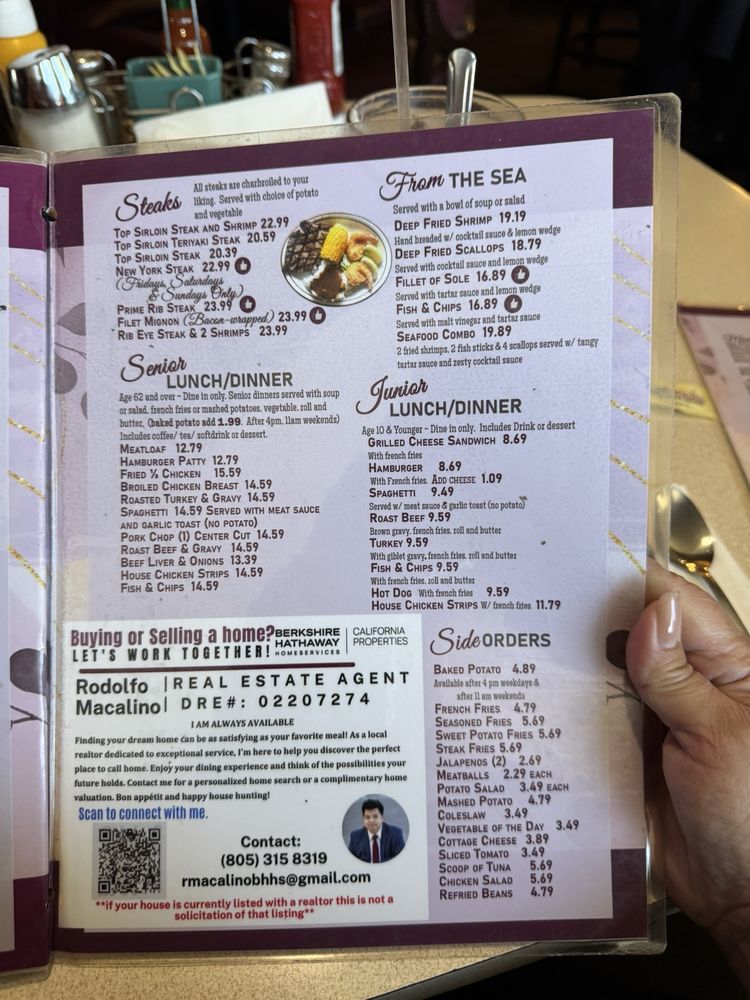 Steaks
All steaks are charbroiled to your
liking. Served with choice of potato
and vegetable
Top Sirloin Steak and Shrimp 22.99
Top Sirloin Teriyaki Steak 20.59
Top Sirloin Steak 20.39
New York Steak 22.99
(Fridays, Saturdays
& Sundays Only)
Prime Rib Steak 23.99
Filet Mignon (Bacon-wrapped) 23.99
Rib Eye Steak & 2 Shrimps 23.99
From THE SEA
Served with a bowl of soup or salad
Deep Fried Shrimp 19.19
Hand breaded w/ cocktail sauce & lemon wedge
Deep Fried Scallops 18.79
Served with cocktail sauce and lemon wedge
Fillet of Sole 16.89
Served with tartar sauce and lemon wedge
Fish & Chips 16.89
Served with malt vinegar and tartar sauce
Seafood Combo 19.89
2 fried shrimps, 2 fish sticks & 4 scallops served w/ tangy
tartar sauce and zesty cocktail sauce
Senior
LUNCH/DINNER
Age 62 and over - Dine in only. Senior dinners served with soup
or salad, french fries or mashed potatoes, vegetable, roll and
butter, (baked potato add 1.99. After 4pm, 11am weekends)
Includes coffee/ tea/ softdrink or dessert.
Meatloaf 12.79
Hamburger Patty 12.79
Fried ½ Chicken 15.59
Broiled Chicken Breast 14.59
Roasted Turkey & Gravy 14.59
Spaghetti 14.59 Served with meat sauce
and garlic toast (no potato)
Pork Chop (1) Center Cut 14.59
Roast Beef & Gravy 14.59
Beef Liver & Onions 13.39
House Chicken Strips 14.59
Fish & Chips 14.59
Junior
LUNCH/DINNER
Age 10 & Younger - Dine in only. Includes Drink or dessert
Grilled Cheese Sandwich 8.69
With french fries
Hamburger 8.69
With French fries. Add cheese 1.09
Spaghetti 9.49
Served w/ meat sauce & garlic toast (no potato)
Roast Beef 9.59
Brown gravy, french fries, roll and butter
Turkey 9.59
With giblet gravy, french fries, roll and butter
Fish & Chips 9.59
With french fries, roll and butter
Hot Dog With french fries 9.59
House Chicken Strips W/ french fries 11.79
Buying or Selling a home?
LET'S WORK TOGETHER!
BERKSHIRE
HATHAWAY
HOMESERVICES
CALIFORNIA
PROPERTIES
Rodolfo
Macalino
REAL ESTATE AGENT
DRE#: 02207274
I AM ALWAYS AVAILABLE
Finding your dream home can be as satisfying as your favorite meal! As a local
realtor dedicated to exceptional service, I'm here to help you discover the perfect
place to call home. Enjoy your dining experience and think of the possibilities your
future holds. Contact me for a personalized home search or a complimentary home
valuation. Bon appétit and happy house hunting!
Scan to connect with me.
Contact:
(805) 315 8319
rmacalinobhhs@gmail.com
**if your house is currently listed with a realtor this is not a
solicitation of that listing**
Side ORDERS
Baked Potato 4.89
Available after 4 pm weekdays &
after 11 am weekends
French Fries 4.79
Seasoned Fries 5.69
Sweet Potato Fries 5.69
Steak Fries 5.69
Jalapenos (2) 2.69
Meatballs 2.29 each
Potato Salad 3.49 each
Mashed Potato 4.79
Coleslaw 3.49
Vegetable of the Day 3.49
Cottage Cheese 3.89
Sliced Tomato 3.49
Scoop of Tuna 5.69
Chicken Salad 5.69
Refried Beans 4.79